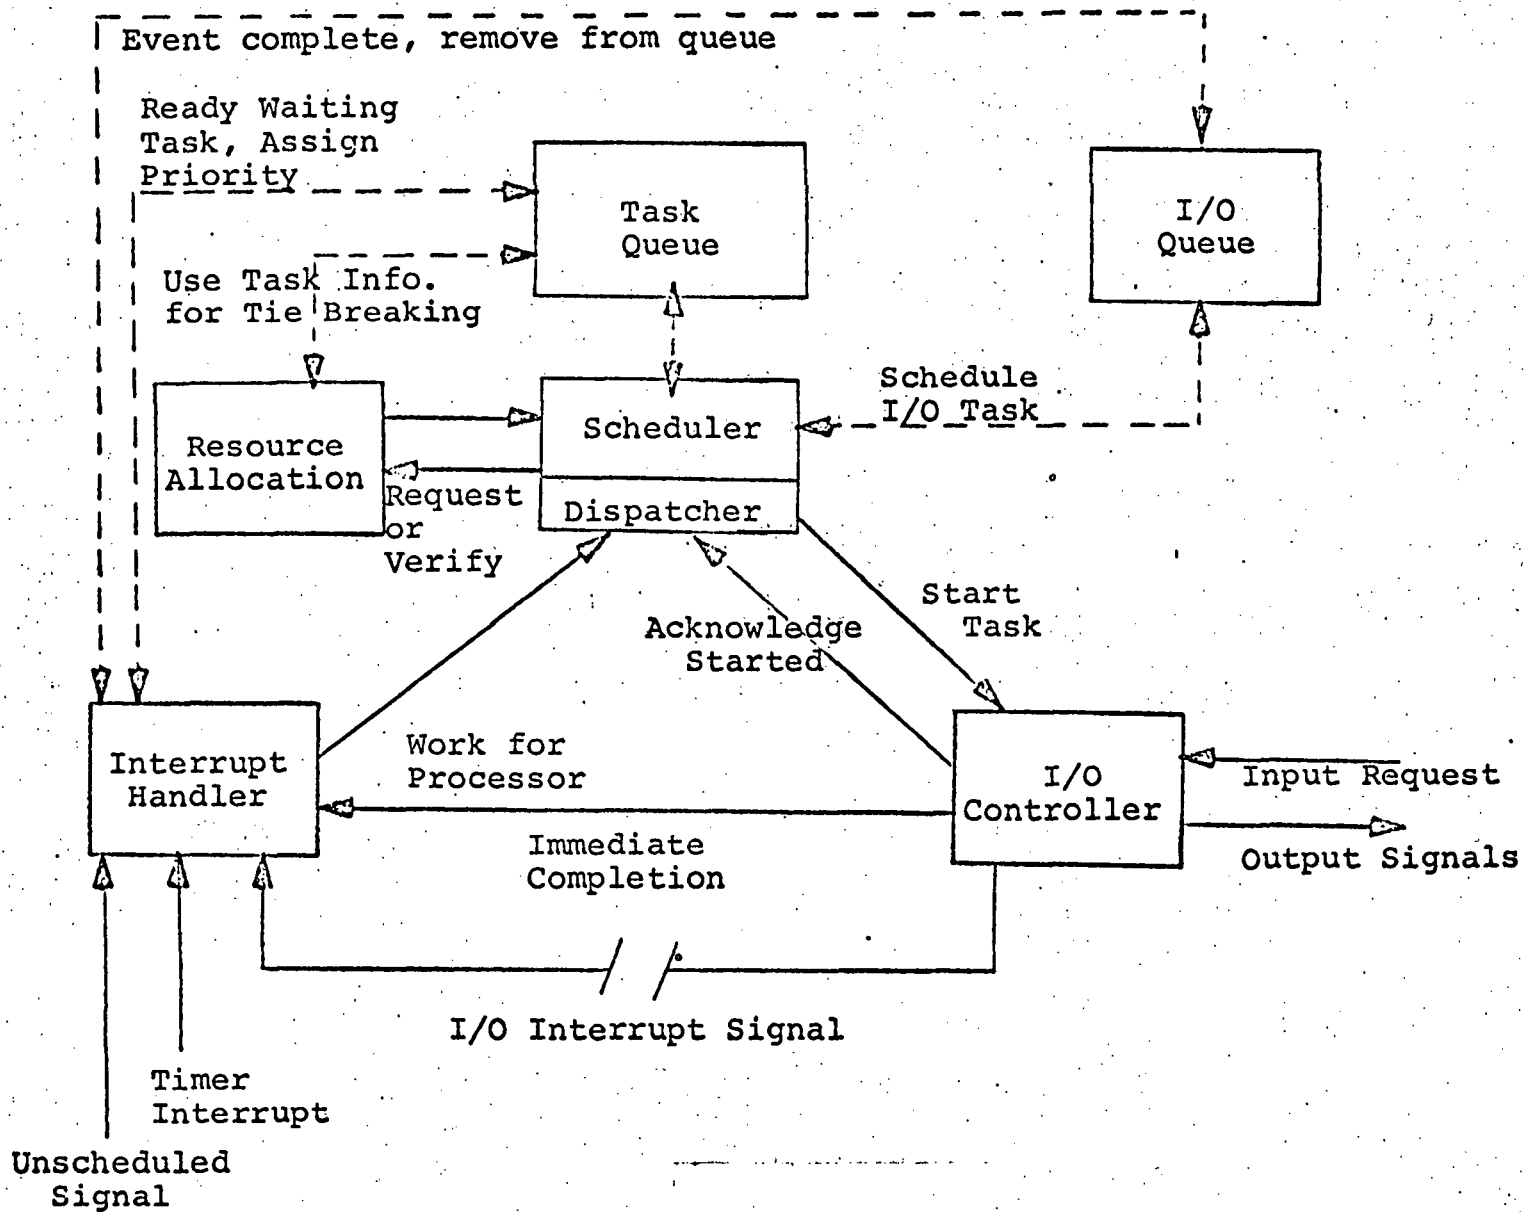 Event complete, remove from queue
Ready Waiting
Task, Assign
Priority
Task
Queue
I/O
Queue
Use Task Info.
for Tie Breaking
Schedule
I/O Task
Resource
Allocation
Scheduler
Dispatcher
Request
or
Verify
Start
Task
Acknowledge
Started
Interrupt
Handler
Work for
Processor
I/O
Controller
Input Request
Output Signals
Immediate
Completion
I/O Interrupt Signal
Timer
Interrupt
Unscheduled
Signal